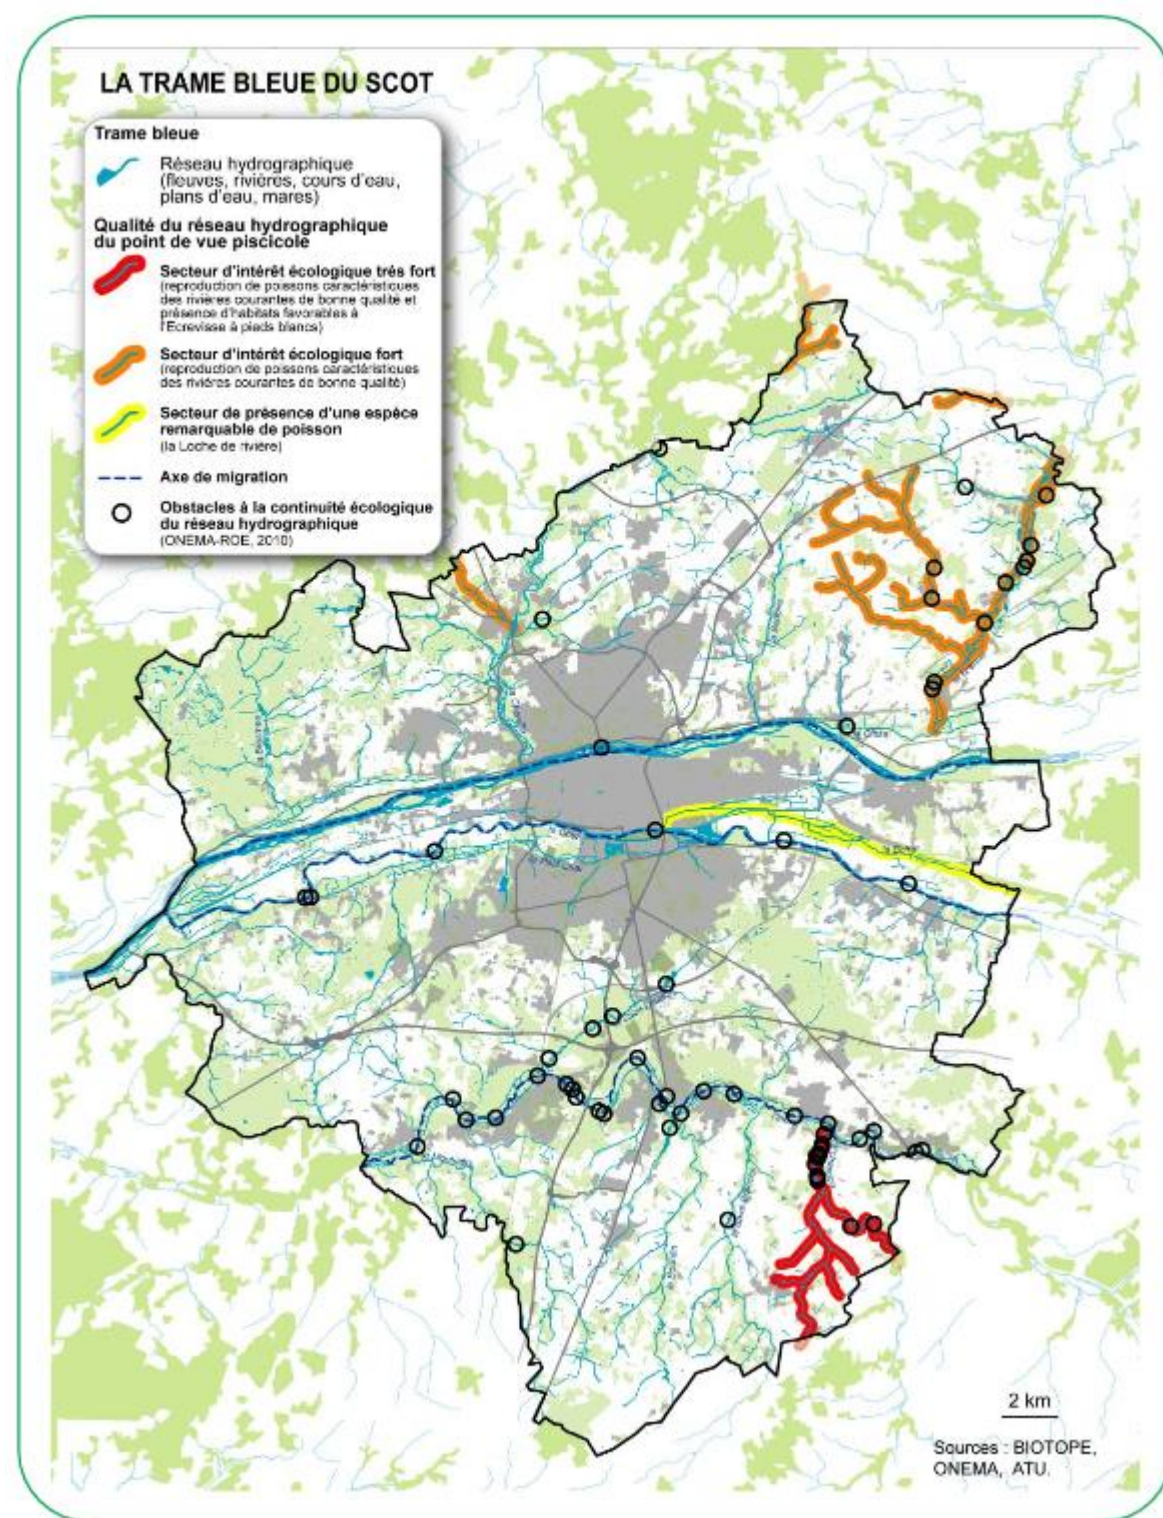 LA TRAME BLEUE DU SCOT
Trame bleue
Réseau hydrographique
(fleuves, rivières, cours d'eau,
plans d'eau, mares)
Qualité du réseau hydrographique
du point de vue piscicole
Secteur d'intérêt écologique trés fort
(reproduction de poissons caractéristiques
des rivières courantes de bonne qualité et
présence d'habitats favorables à
l'Ecrevisse à pieds blancs)
Secteur d'intérêt écologique fort
(reproduction de poissons caractéristiques
des rivières courantes de bonne qualité)
Secteur de présence d'une espèce
remarquable de poisson
(la Loche de rivière)
Axe de migration
Obstacles à la continuité écologique
du réseau hydrographique
(ONEMA-ROE, 2010)
2 km
Sources : BIOTOPE,
ONEMA, ATU.